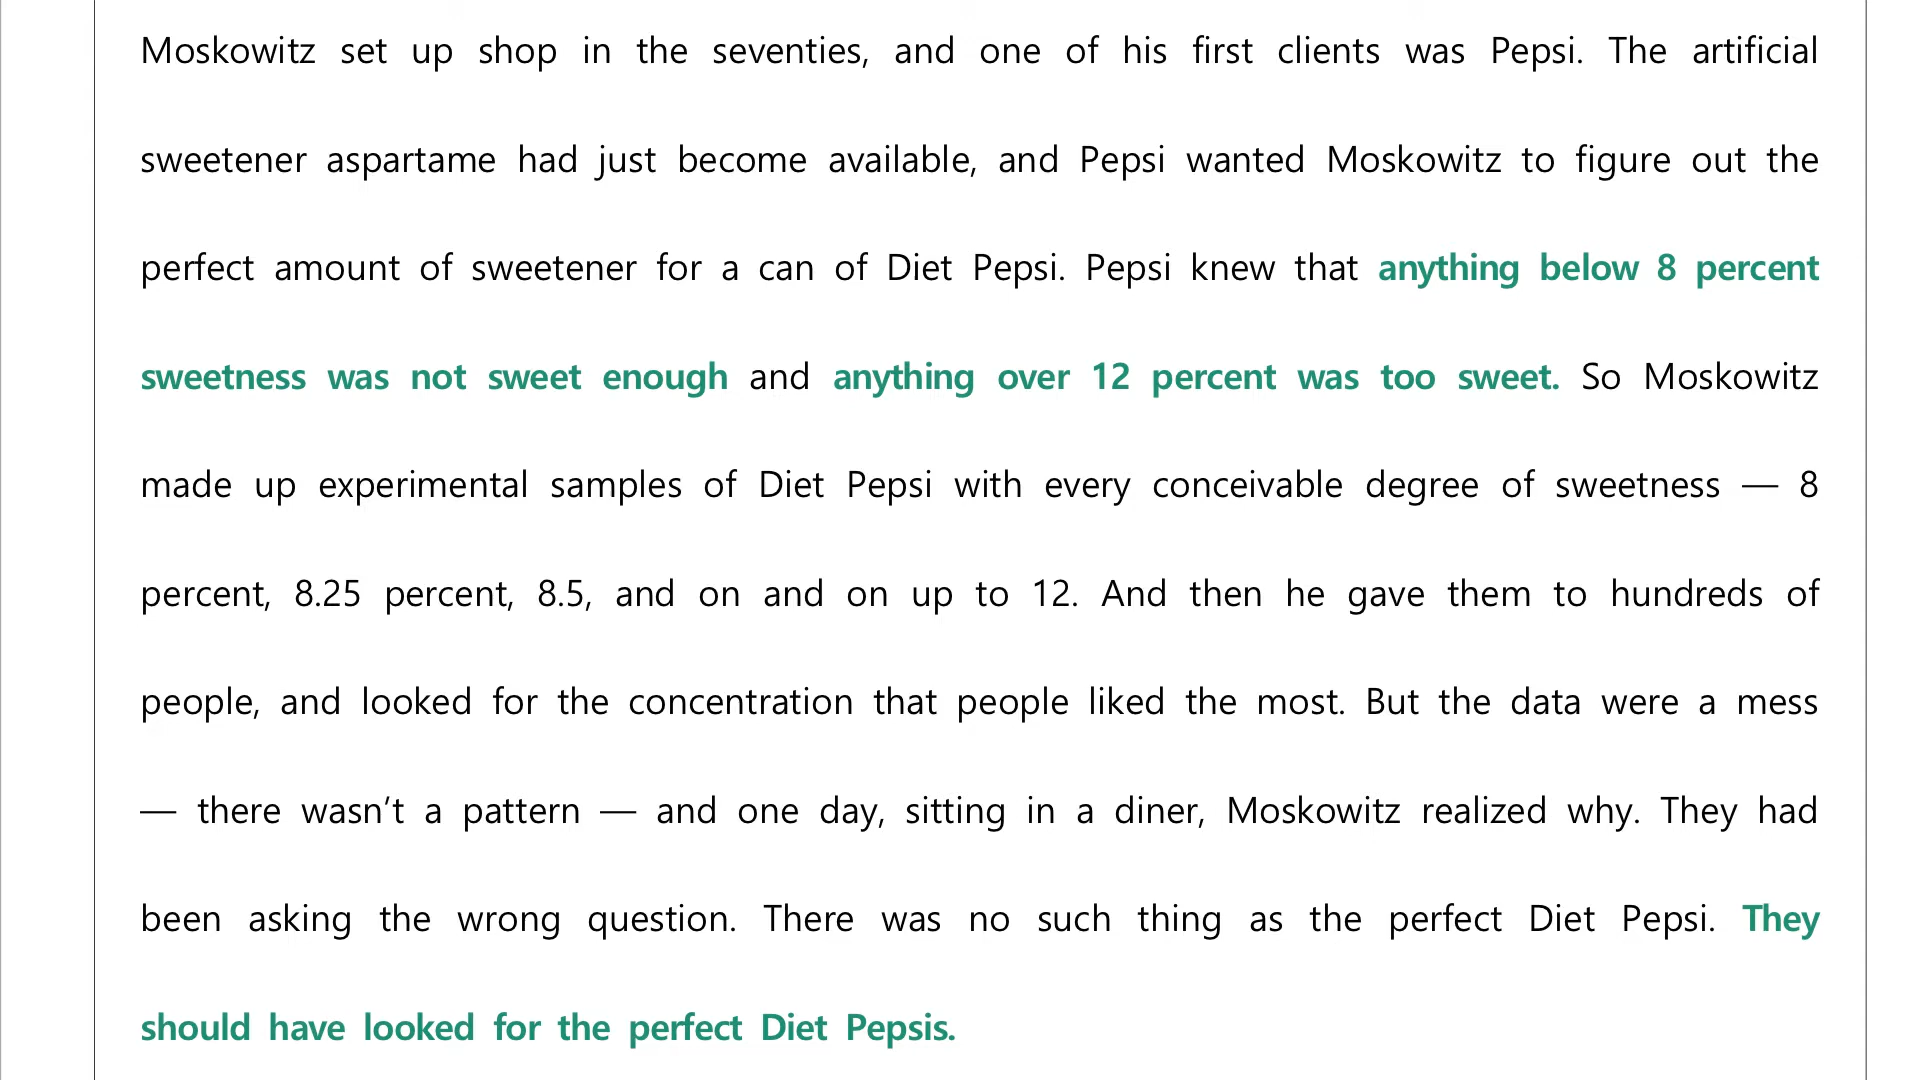 Moskowitz set up shop in the seventies, and one of his first clients was Pepsi. The artificial
sweetener aspartame had just become available, and Pepsi wanted Moskowitz to figure out the
perfect amount of sweetener for a can of Diet Pepsi. Pepsi knew that anything below 8 percent
sweetness was not sweet enough and anything over 12 percent was too sweet. So Moskowitz
made up experimental samples of Diet Pepsi with every conceivable degree of sweetness — 8
percent, 8.25 percent, 8.5, and on and on up to 12. And then he gave them to hundreds of
people, and looked for the concentration that people liked the most. But the data were a mess
— there wasn’t a pattern — and one day, sitting in a diner, Moskowitz realized why. They had
been asking the wrong question. There was no such thing as the perfect Diet Pepsi. They
should have looked for the perfect Diet Pepsis.